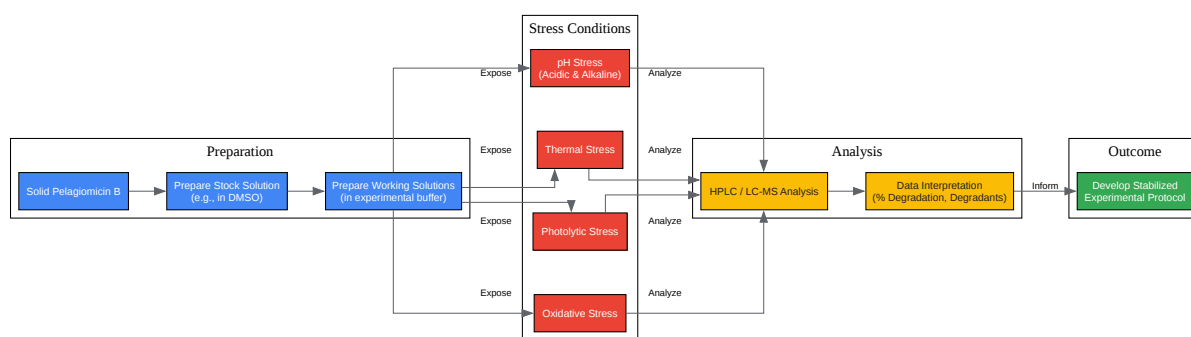 Stress Conditions
pH Stress
(Acidic & Alkaline)
Expose
Analyze
Preparation
Solid Pelagiomicin B
Prepare Stock Solution
(e.g., in DMSO)
Prepare Working Solutions
(in experimental buffer)
Expose
Thermal Stress
Analyze
Expose
Photolytic Stress
Analyze
Expose
Oxidative Stress
Analyze
Analysis
HPLC / LC-MS Analysis
Data Interpretation
(% Degradation, Degradants)
Inform
Outcome
Develop Stabilized
Experimental Protocol